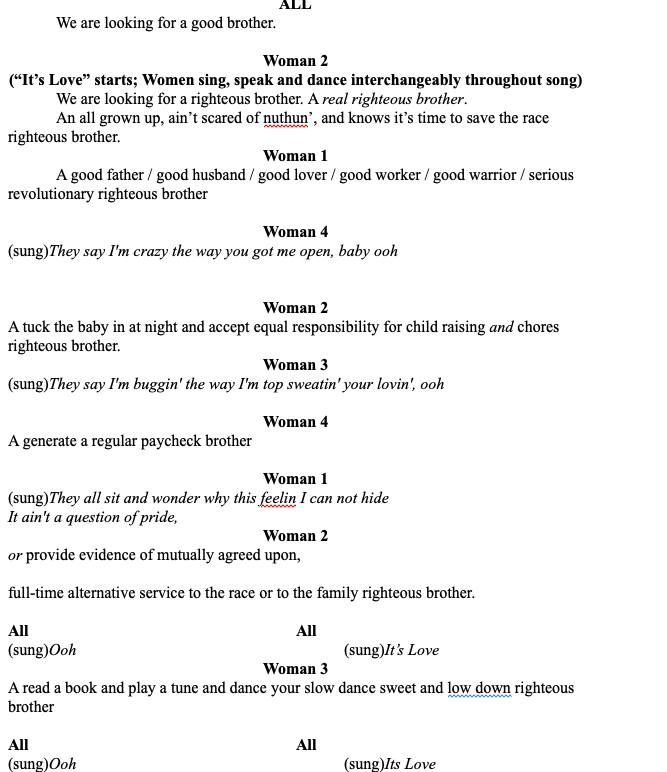 ALL
We are looking for a good brother.
Woman 2
(“It’s Love” starts; Women sing, speak and dance interchangeably throughout song)
We are looking for a righteous brother. A real righteous brother.
An all grown up, ain’t scared of nuthun’, and knows it’s time to save the race
righteous brother.
Woman 1
A good father / good husband / good lover / good worker / good warrior / serious
revolutionary righteous brother
Woman 4
(sung)They say I'm crazy the way you got me open, baby ooh
Woman 2
A tuck the baby in at night and accept equal responsibility for child raising and chores
righteous brother.
Woman 3
(sung)They say I'm buggin' the way I'm top sweatin' your lovin', ooh
Woman 4
A generate a regular paycheck brother
Woman 1
(sung)They all sit and wonder why this feelin I can not hide
It ain't a question of pride,
Woman 2
or provide evidence of mutually agreed upon,
full-time alternative service to the race or to the family righteous brother.
All All
(sung)Ooh (sung)It’s Love
Woman 3
A read a book and play a tune and dance your slow dance sweet and low down righteous
brother
All All
(sung)Ooh (sung)Its Love